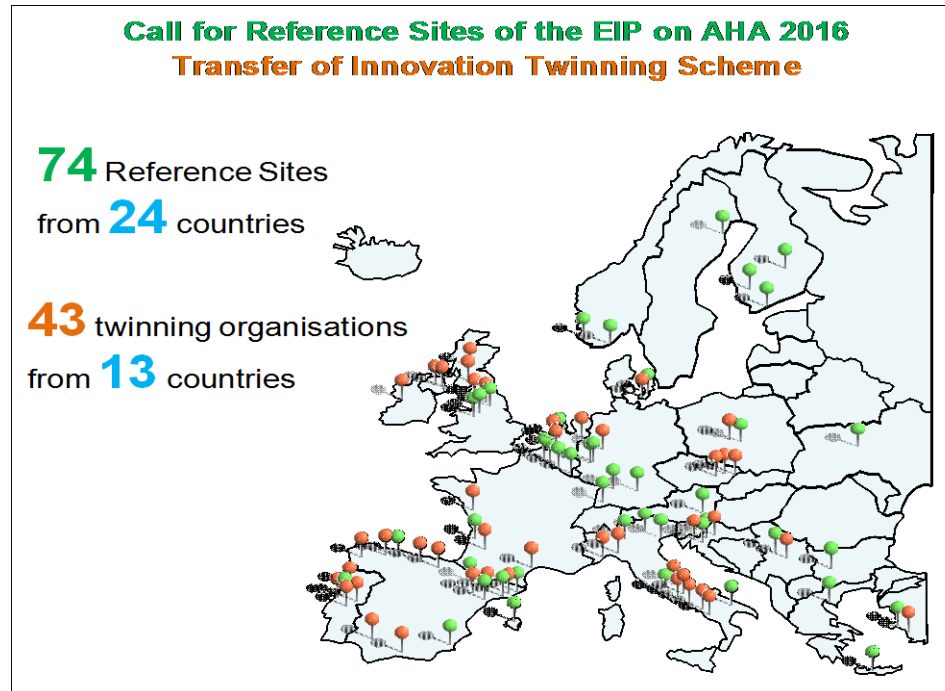 Call for Reference Sites of the EIP on AHA 2016
Transfer of Innovation Twinning Scheme
74 Reference Sites
from 24 countries
43 twinning organisations
from 13 countries